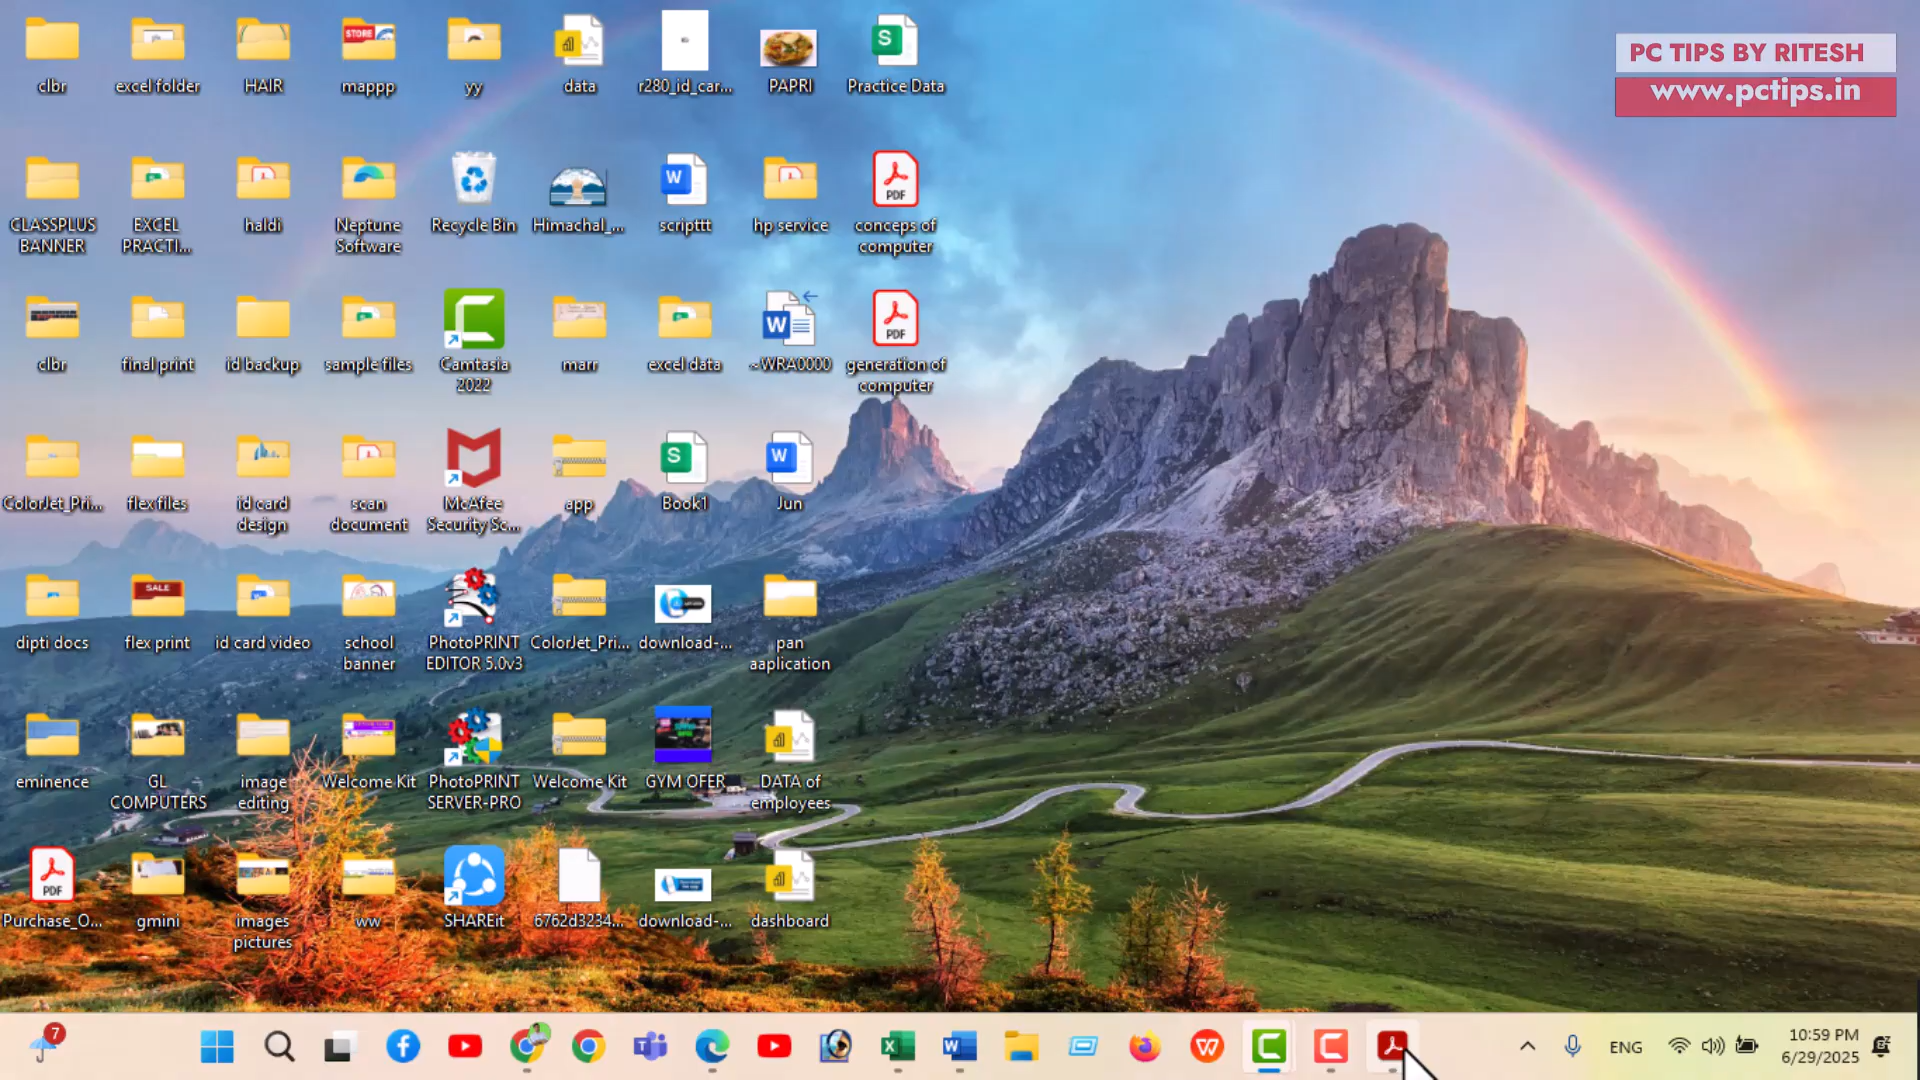 clbr
excel folder
HAIR
STORE
mappp
yy
data
r280_id_car...
PAPRI
S
Practice Data
PC TIPS BY RITESH
www.pctips.in
CLASSPLUS
BANNER
EXCEL
PRACTI...
haldi
Neptune
Software
Recycle Bin
Himachal_...
W
scripttt
hp service
PDF
conceps of
computer
clbr
final print
id backup
sample files
Camtasia
2022
marr
excel data
W
~WRA0000
PDF
generation of
computer
ColorJet_Pri...
flex files
id card
design
scan
document
McAfee
Security Sc...
app
S
Book1
W
Jun
dipti docs
SALE
flex print
id card video
school
banner
PhotoPRINT
EDITOR 5.0v3
ColorJet_Pri...
download-...
pan
aaplication
eminence
GL
COMPUTERS
image
editing
Welcome Kit
PhotoPRINT
SERVER-PRO
Welcome Kit
GYM OFER
DATA of
employees
PDF
Purchase_O...
gmini
images
pictures
ww
SHAREit
6762d3234...
download-...
dashboard
7
ENG
10:59 PM
6/29/2025